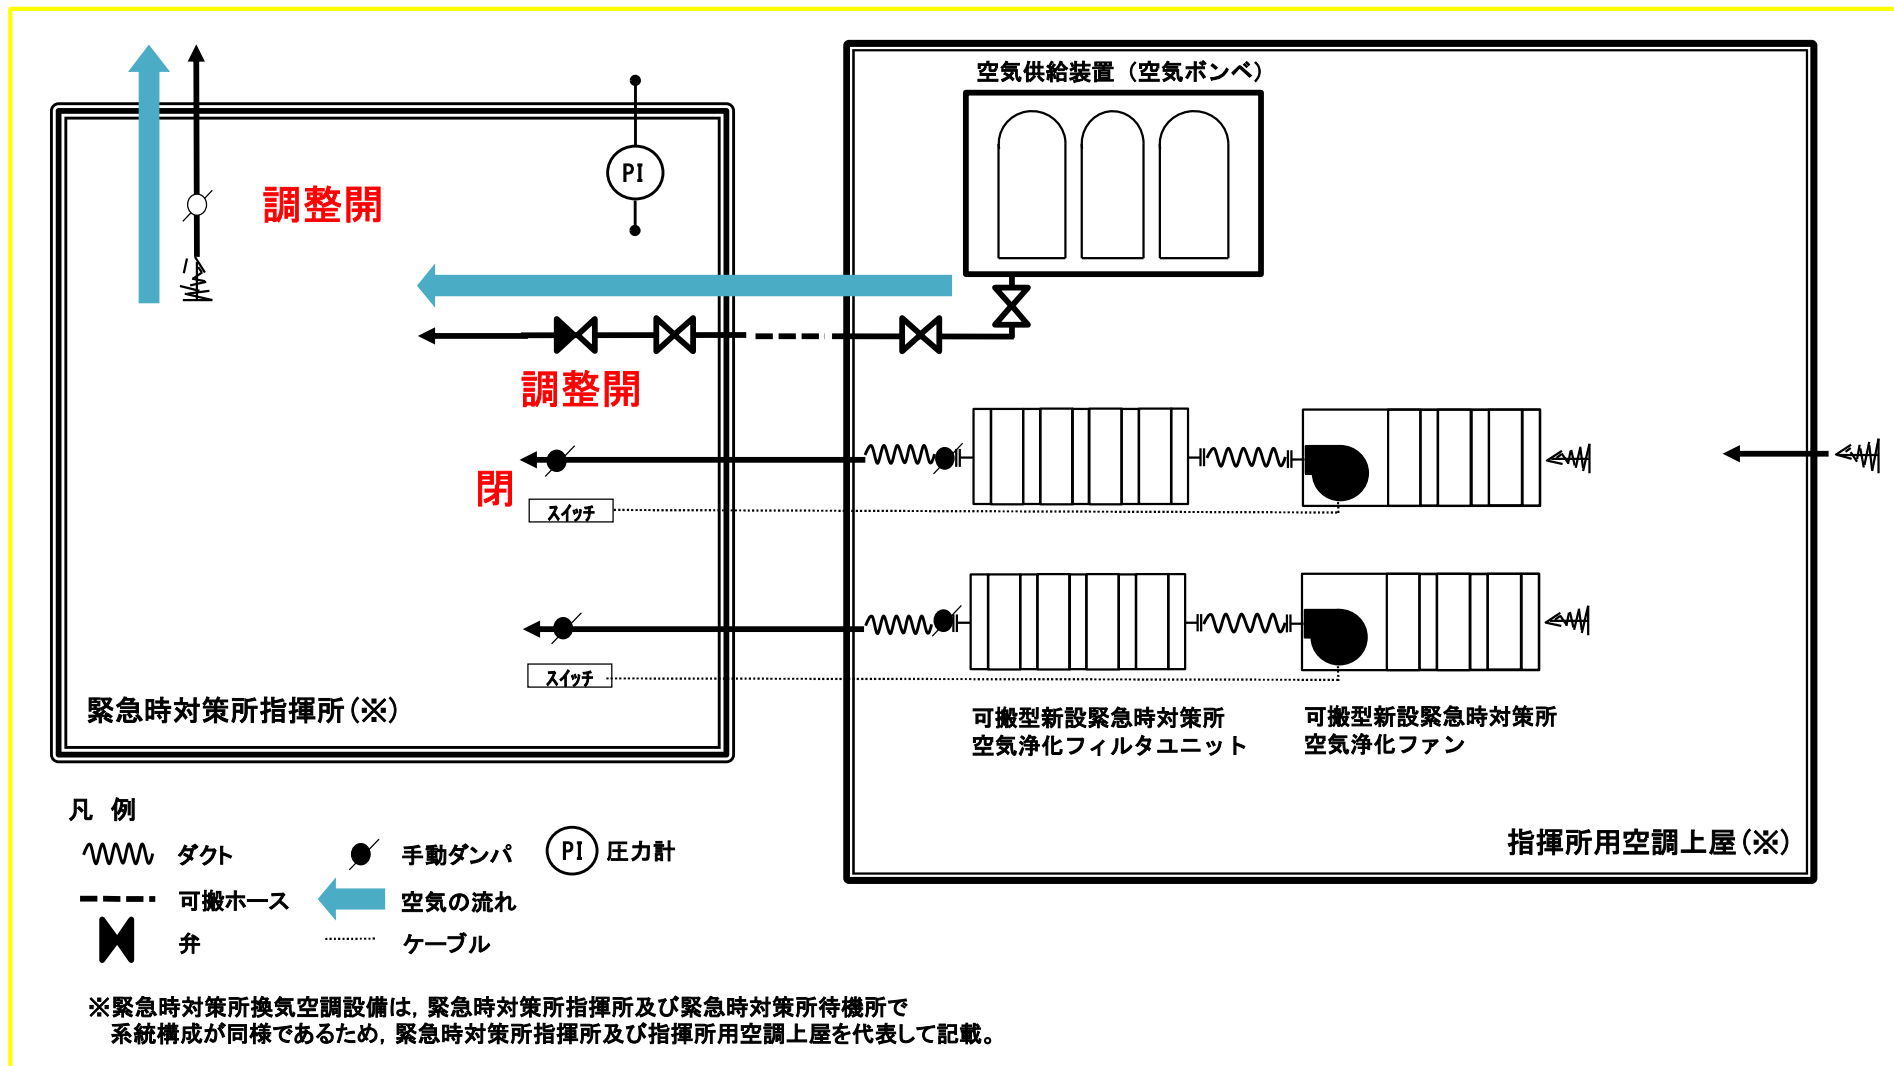 空気供給装置（空気ボンベ）
PI
調整開
調整開
閉
スイッチ
スイッチ
緊急時対策所指揮所(※)
可搬型新設緊急時対策所
空気浄化フィルタユニット
可搬型新設緊急時対策所
空気浄化ファン
指揮所用空調上屋(※)
凡 例
ダクト
手動ダンパ
PI
圧力計
可搬ホース
空気の流れ
弁
ケーブル
※緊急時対策所換気空調設備は，緊急時対策所指揮所及び緊急時対策所待機所で
系統構成が同様であるため，緊急時対策所指揮所及び指揮所用空調上屋を代表して記載。